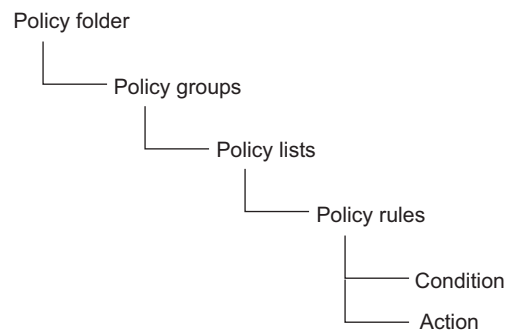 Policy folder
Policy groups
Policy lists
Policy rules
Condition
Action